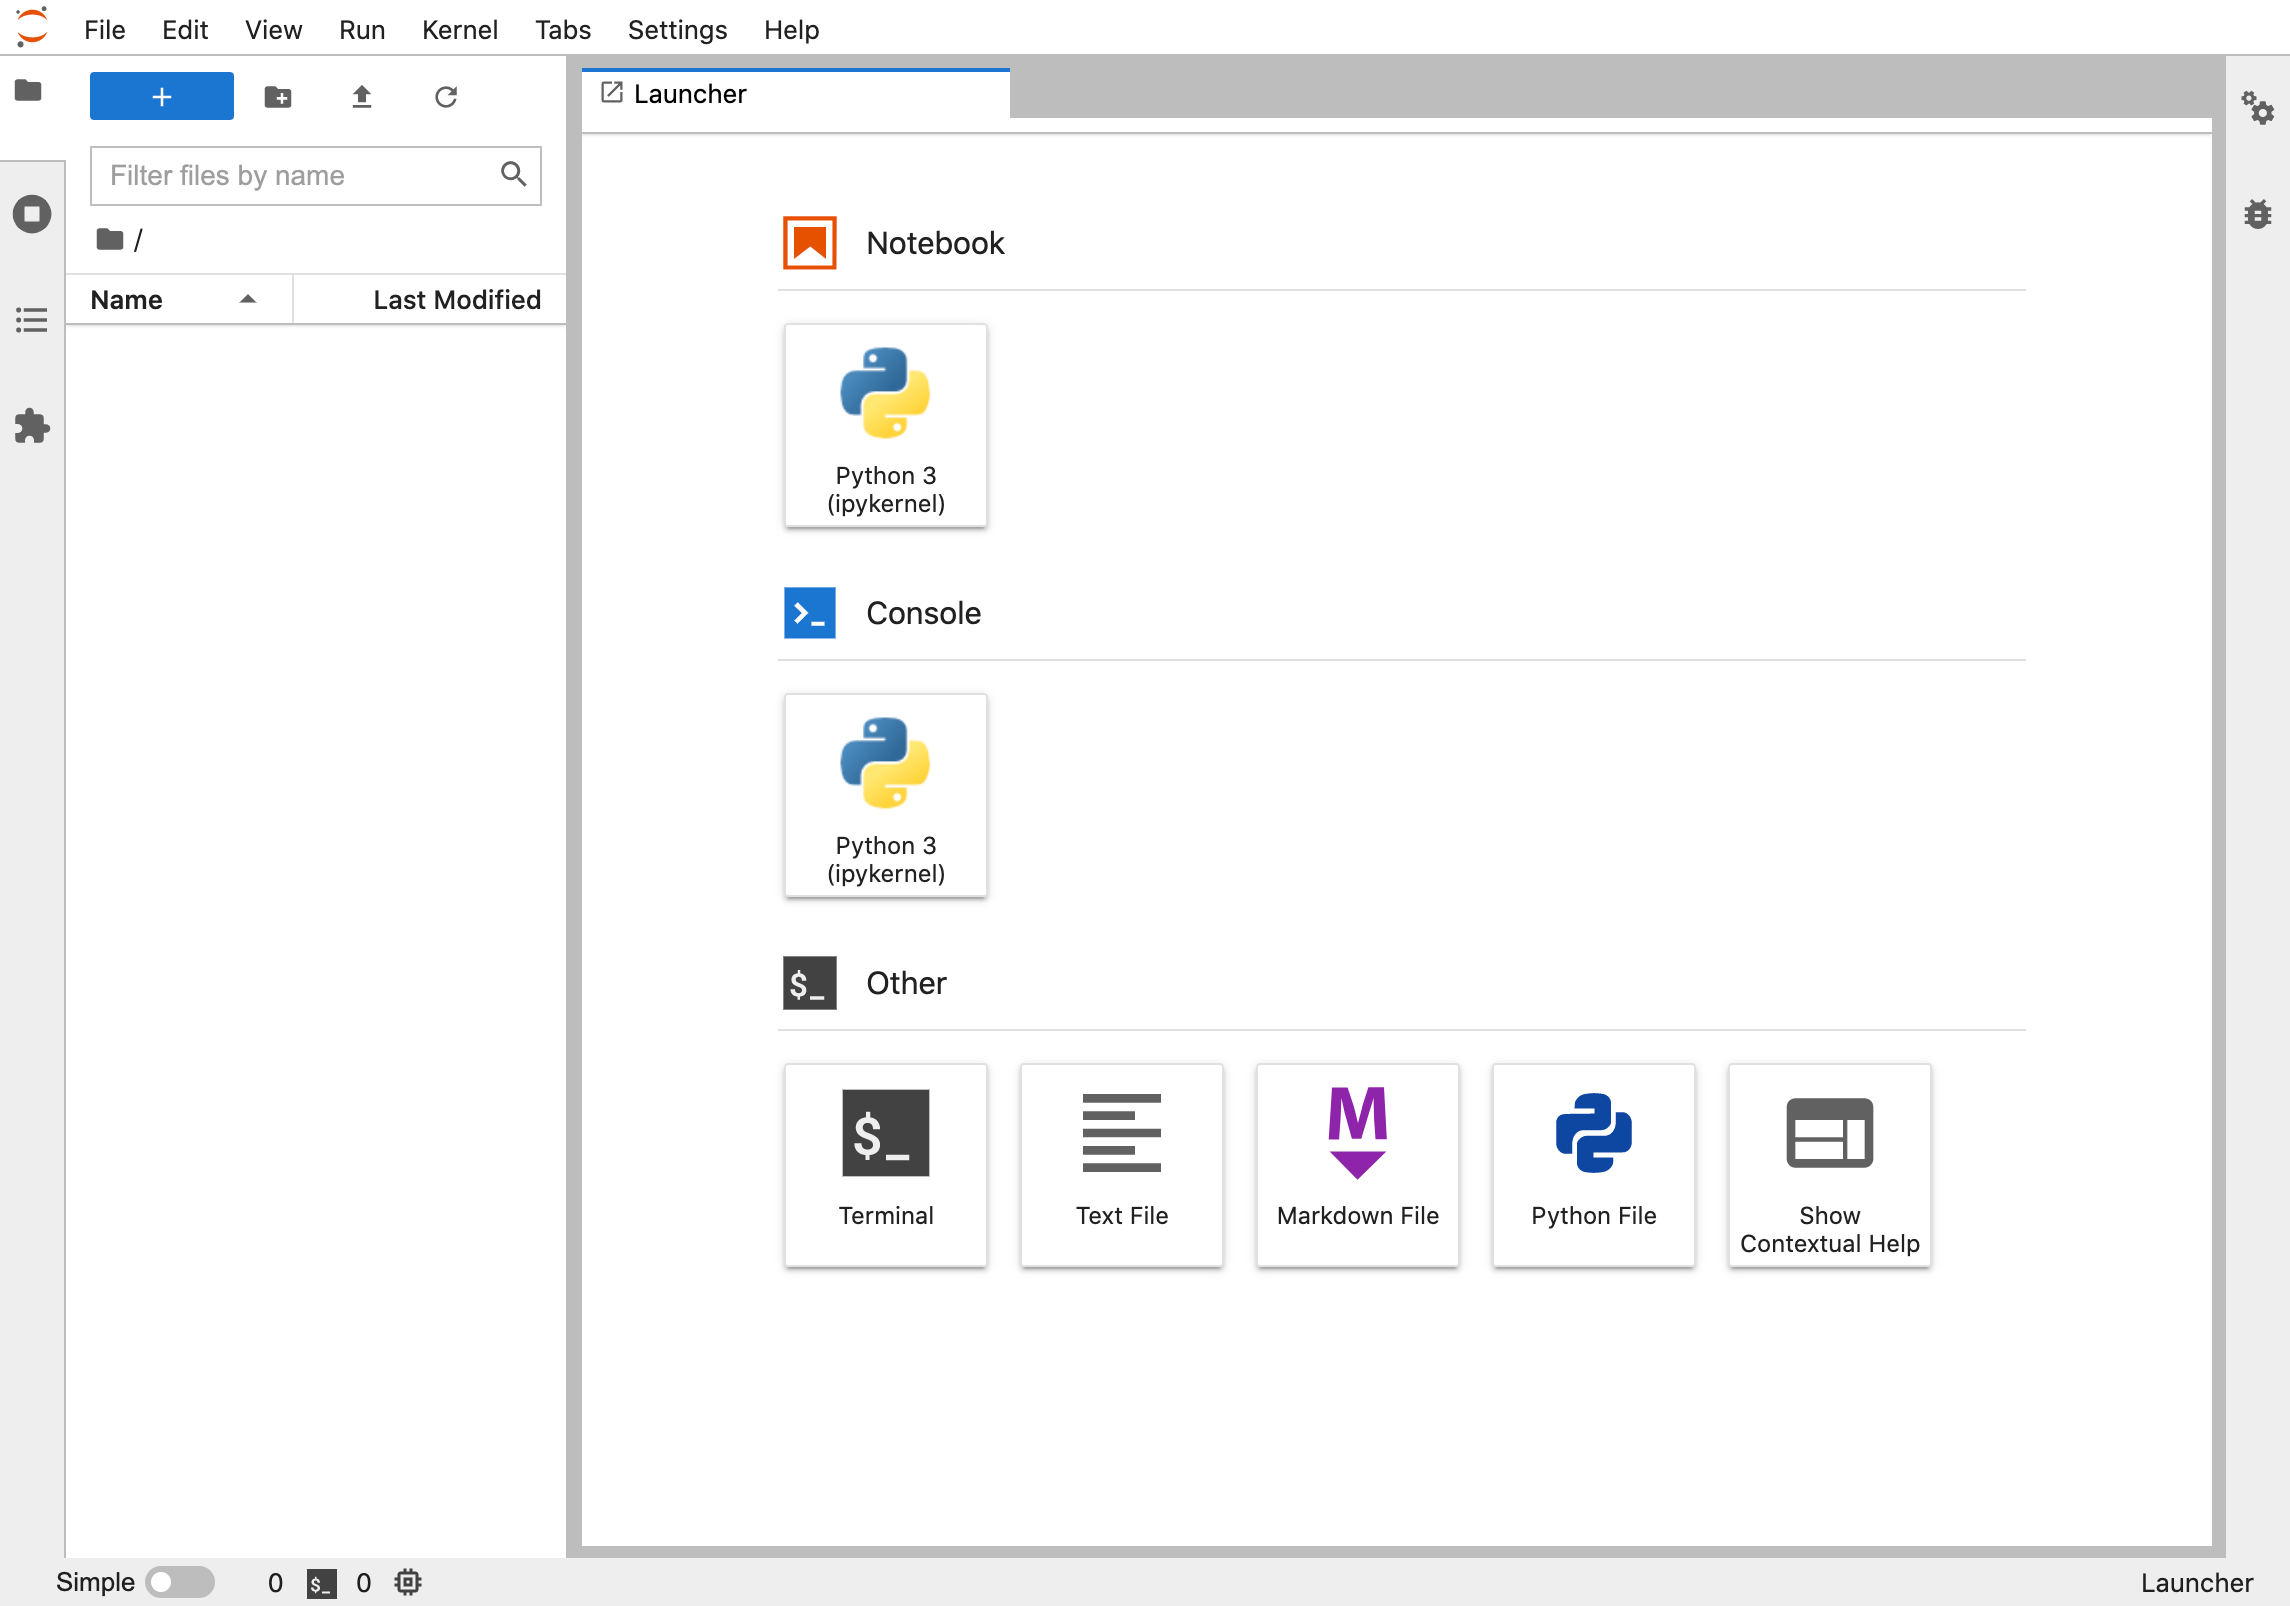 File Edit View Run Kernel Tabs Settings Help
Launcher
Filter files by name
/
Name Last Modified
Notebook
Python 3
(ipykernel)
Console
Python 3
(ipykernel)
$_ Other
$_
Terminal
Text File
M
Markdown File
Python File
Show
Contextual Help
Simple 0 $_ 0 Launcher